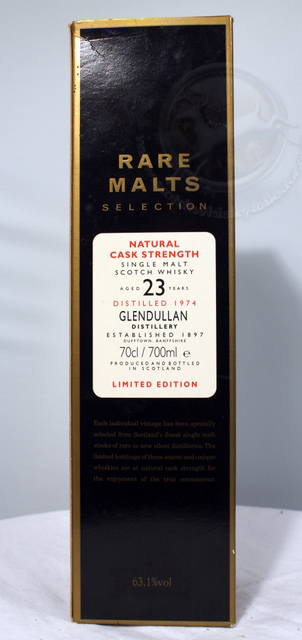 RARE
MALTS
SELECTION
NATURAL
CASK STRENGTH
SINGLE MALT
SCOTCH WHISKY
AGED 23 YEARS
DISTILLED 1974
GLENDULLAN
DISTILLERY
ESTABLISHED 1897
DUFFTOWN, BANFFSHIRE
70cl / 700ml e
PRODUCED AND BOTTLED
IN SCOTLAND
LIMITED EDITION
Each individual vintage has been specially
selected from Scotland's finest single malt
stocks of rare or now silent distilleries. The
limited bottlings of these scarce and unique
whiskies are at natural cask strength for
the enjoyment of the true connoisseur.
63.1%vol